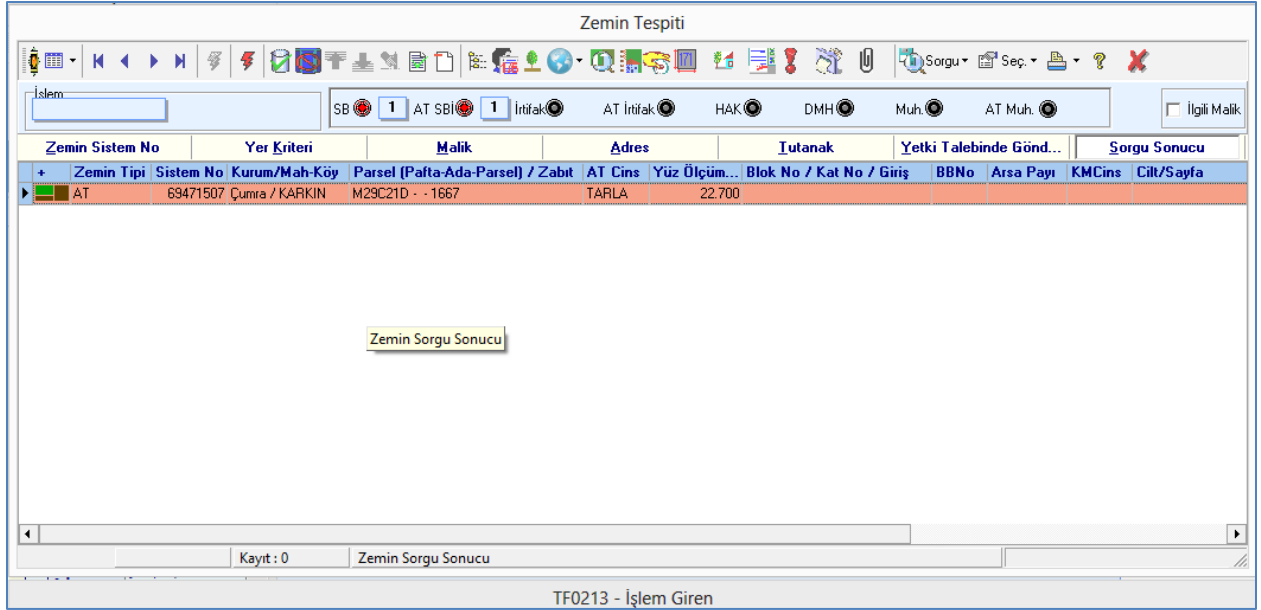 Zemin Tespiti
Sorgu Seç.
İşlem
SB 1 AT SBİ 1 İrtifak AT İrtifak HAK DMH Muh. AT Muh. İlgili Malik
Zemin Sistem No Yer Kriteri Malik Adres Tutanak Yetki Talebinde Gönd... Sorgu Sonucu
+ Zemin Tipi Sistem No Kurum/Mah-Köy Parsel (Pafta-Ada-Parsel) / Zabıt AT Cins Yüz Ölçüm... Blok No / Kat No / Giriş BBNo Arsa Payı KMCins Cilt/Sayfa
AT 69471507 Çumra / KARKIN M29C21D - - 1667 TARLA 22.700
Zemin Sorgu Sonucu
Kayıt : 0 Zemin Sorgu Sonucu
TF0213 - İşlem Giren